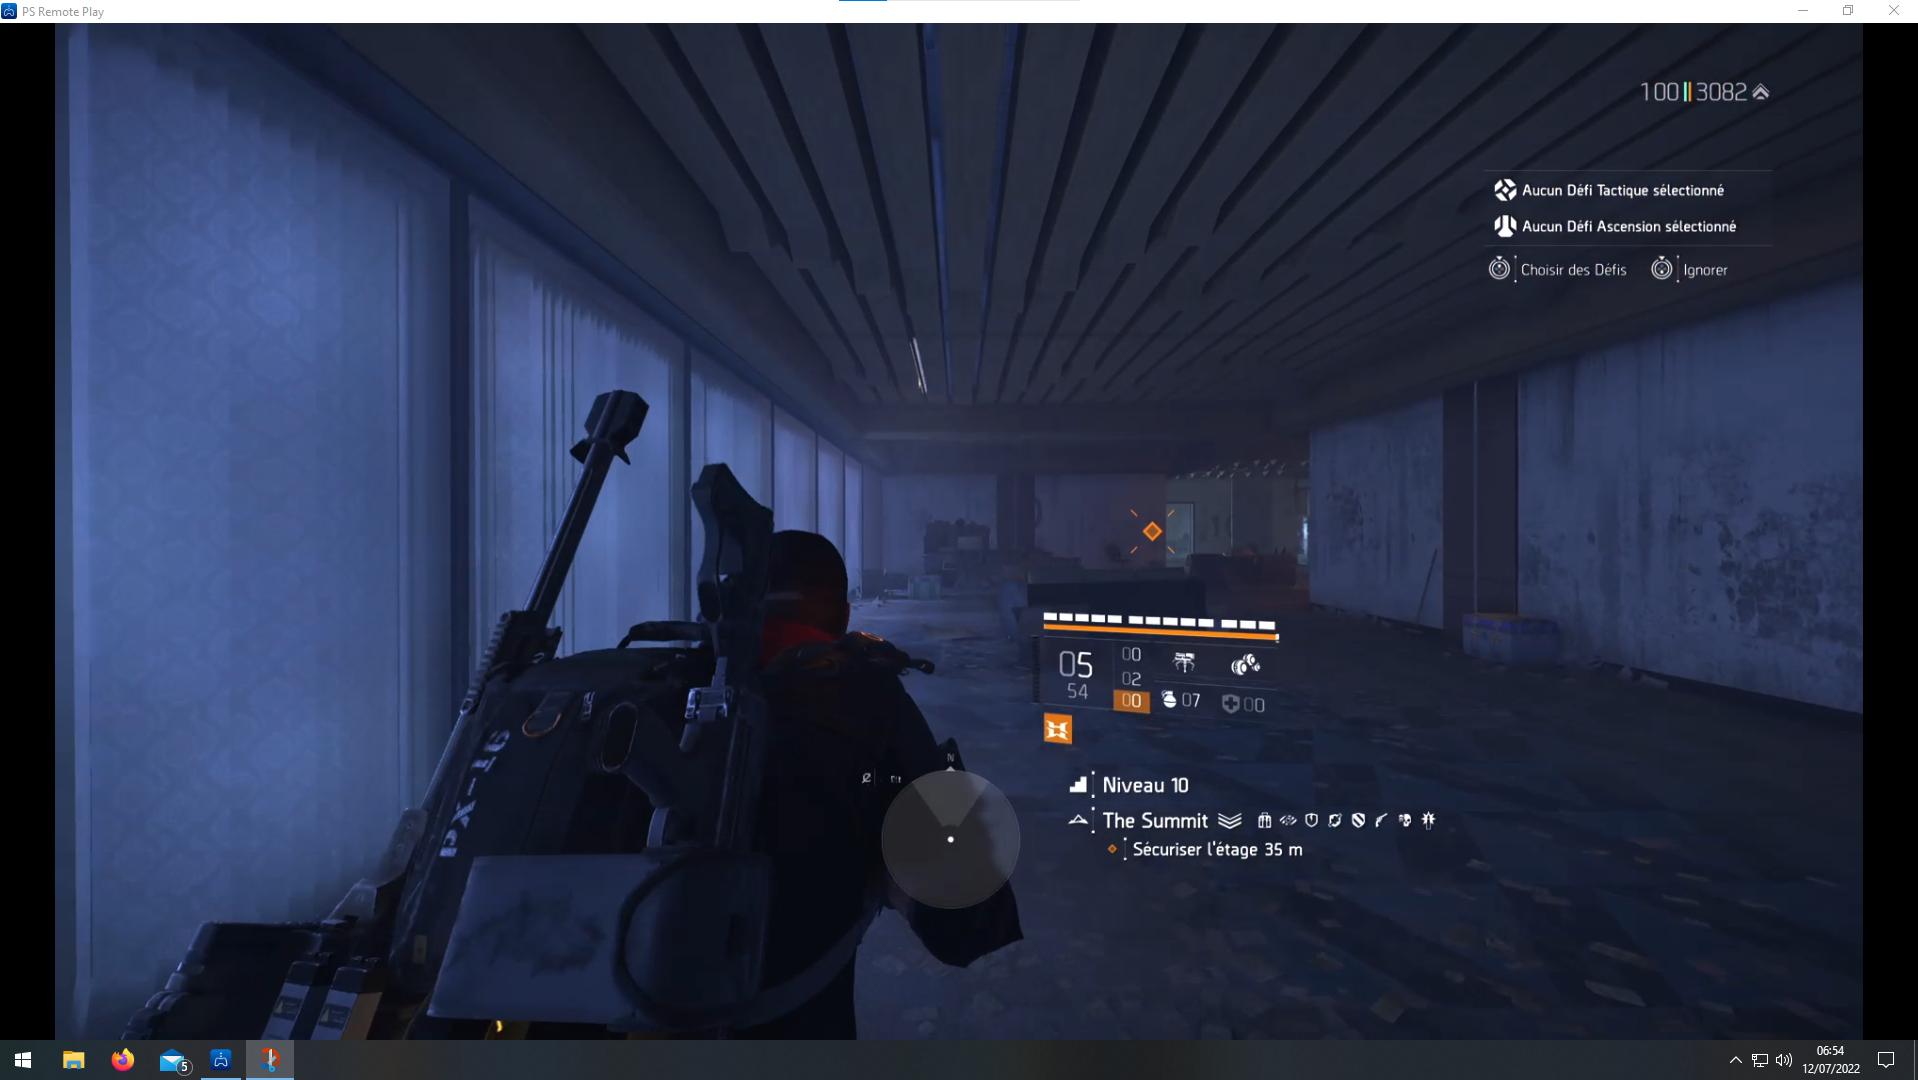 PS Remote Play
100 3082
Aucun Défi Tactique sélectionné
Aucun Défi Ascension sélectionné
Choisir des Défis Ignorer
05
54
00
02
00
07
00
N
Niveau 10
The Summit
Sécuriser l'étage 35 m
5
06:54
12/07/2022